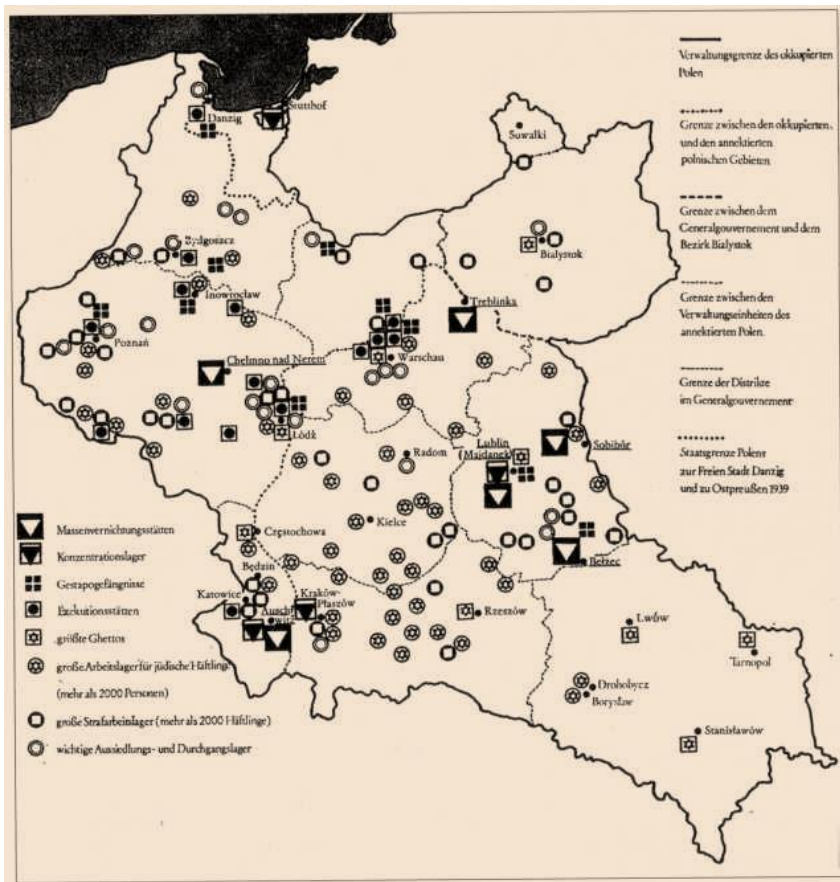 Stutthof
Danzig
Suwalki
Bydgoszcz
Inowrocław
Poznań
Chelmno nad Nerem
Łódź
Warschau
Treblinka
Bialystok
Radom
Lublin
(Majdanek)
Sobibór
Kielce
Częstochowa
Będzin
Katowice
Ausch
witz
Kraków-
Płaszów
Rzeszów
Bełżec
Lwów
Tarnopol
Drohobycz
Borysław
Stanisławów
Verwaltungsgrenze des okkupierten
Polen
Grenze zwischen den okkupierten
und den annektierten
polnischen Gebieten
Grenze zwischen dem
Generalgouvernement und dem
Bezirk Bialystok
Grenze zwischen den
Verwaltungseinheiten des
annektierten Polen.
Grenze der Distrikte
im Generalgouvernement
Staatsgrenze Polens
zur Freien Stadt Danzig
und zu Ostpreußen 1939
Massenvernichtungsstätten
Konzentrationslager
Gestapogefängnisse
Exekutionsstätten
größte Ghettos
große Arbeitslager für jüdische Häftlinge
(mehr als 2000 Personen)
große Strafarbeitslager (mehr als 2000 Häftlinge)
wichtige Aussiedlungs- und Durchgangslager